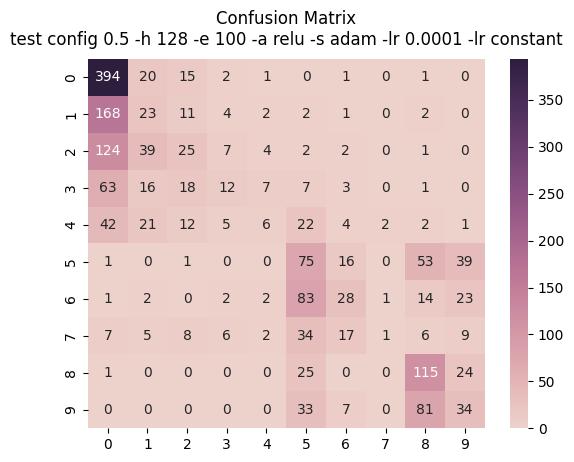 Confusion Matrix
test config 0.5 -h 128 -e 100 -a relu -s adam -lr 0.0001 -lr constant
0 394 20 15 2 1 0 1 0 1 0
1 168 23 11 4 2 2 1 0 2 0
2 124 39 25 7 4 2 2 0 1 0
3 63 16 18 12 7 7 3 0 1 0
4 42 21 12 5 6 22 4 2 2 1
5 1 0 1 0 0 75 16 0 53 39
6 1 2 0 2 2 83 28 1 14 23
7 7 5 8 6 2 34 17 1 6 9
8 1 0 0 0 0 25 0 0 115 24
9 0 0 0 0 0 33 7 0 81 34
0 1 2 3 4 5 6 7 8 9
350
300
250
200
150
100
50
0